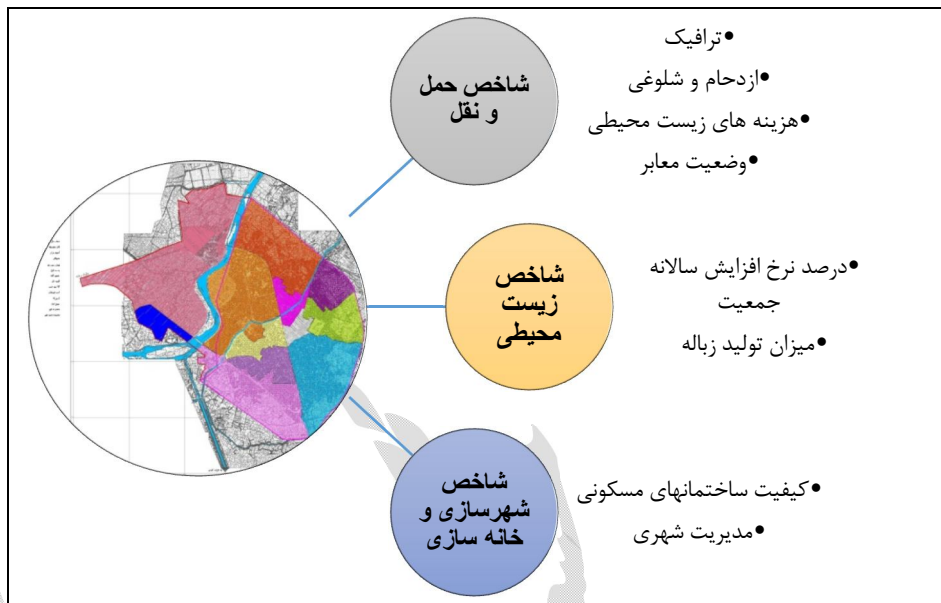 شاخص حمل
و نقل
•ترافیک
•ازدحام و شلوغی
•هزینه های زیست محیطی
•وضعیت معابر
شاخص
زیست
محیطی
•درصد نرخ افزایش سالانه
جمعیت
•میزان تولید زباله
شاخص
شهرسازی و
خانه سازی
•کیفیت ساختمانهای مسکونی
•مدیریت شهری